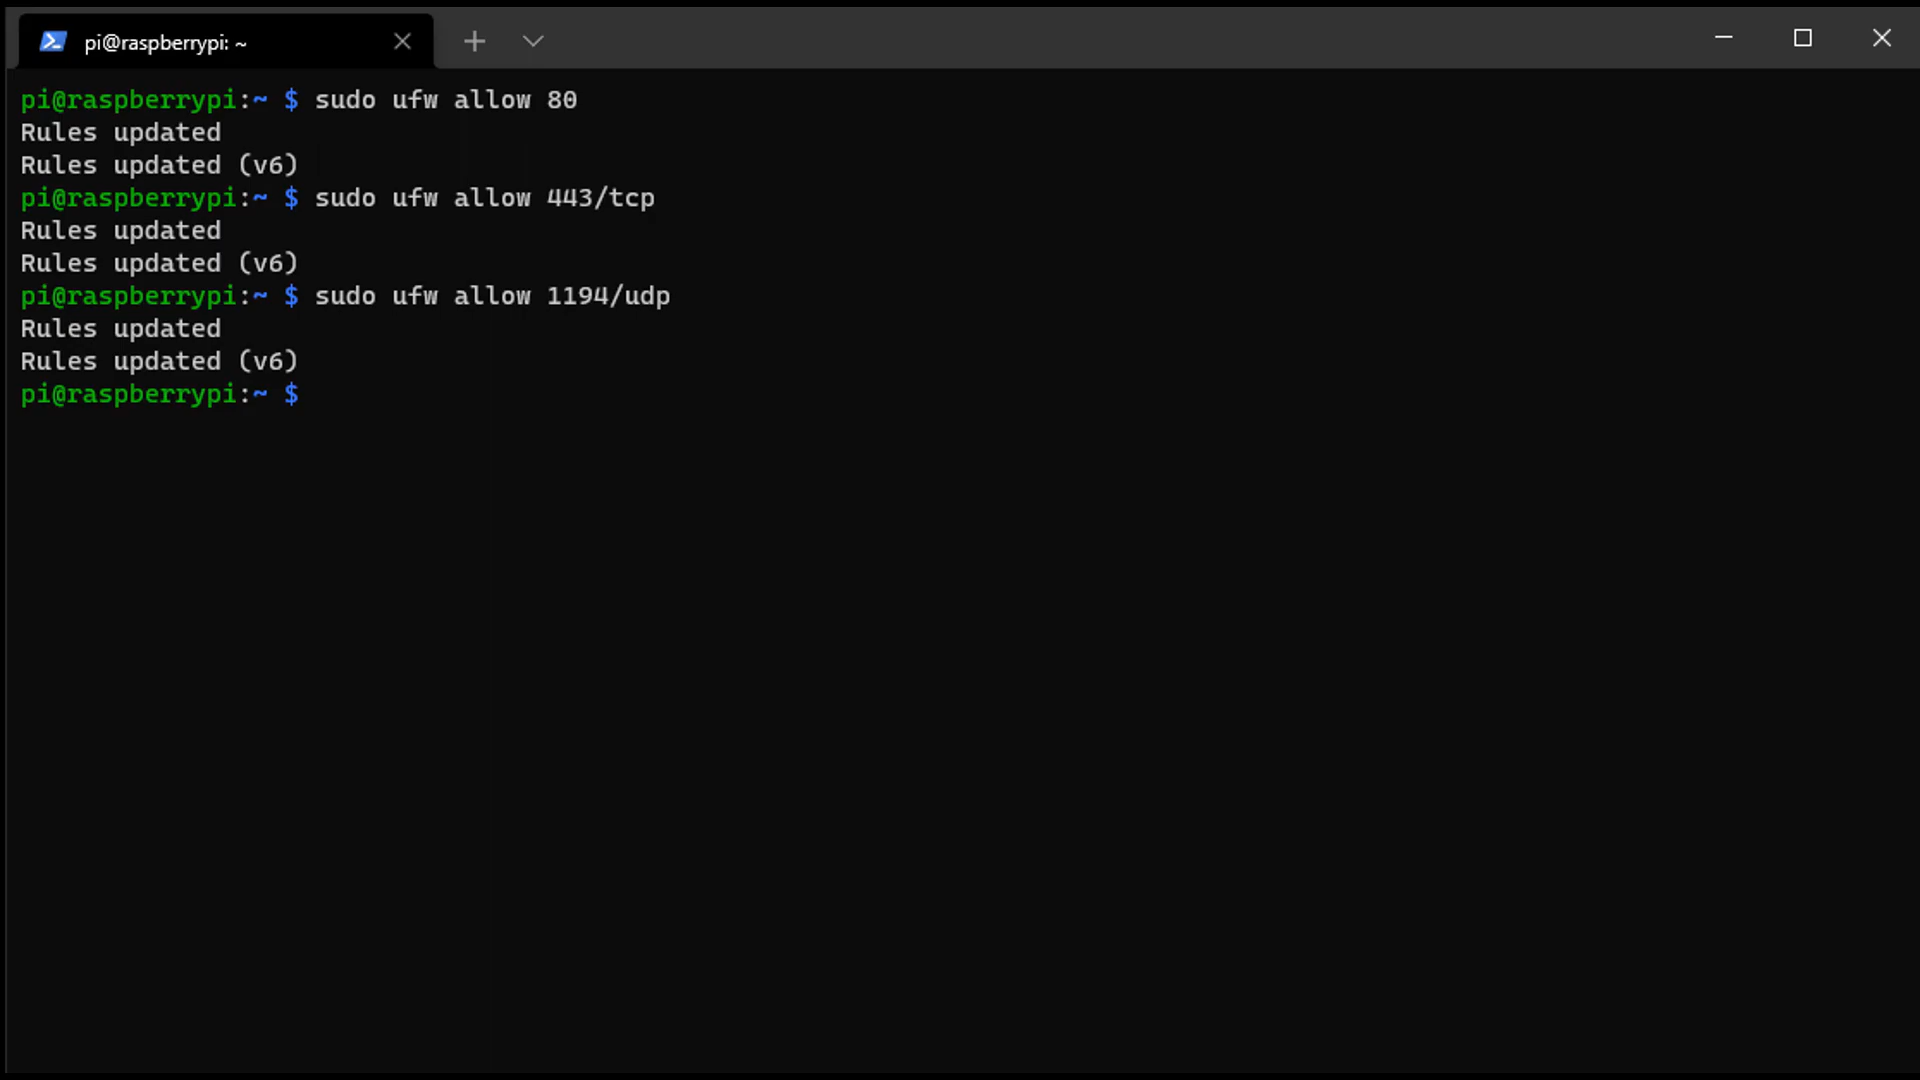 pi@raspberrypi: ~
pi@raspberrypi:~ $ sudo ufw allow 80
Rules updated
Rules updated (v6)
pi@raspberrypi:~ $ sudo ufw allow 443/tcp
Rules updated
Rules updated (v6)
pi@raspberrypi:~ $ sudo ufw allow 1194/udp
Rules updated
Rules updated (v6)
pi@raspberrypi:~ $